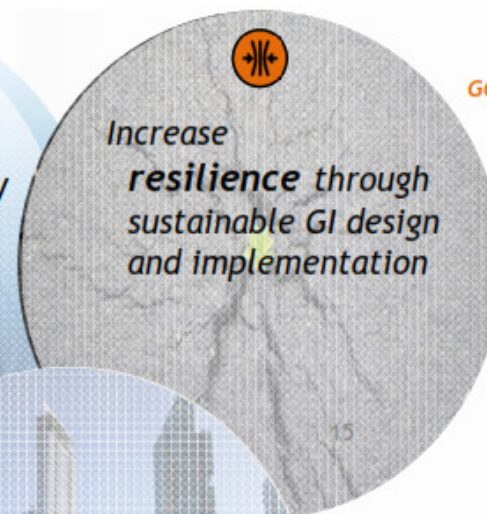 Increase
resilience through
sustainable GI design
and implementation
15